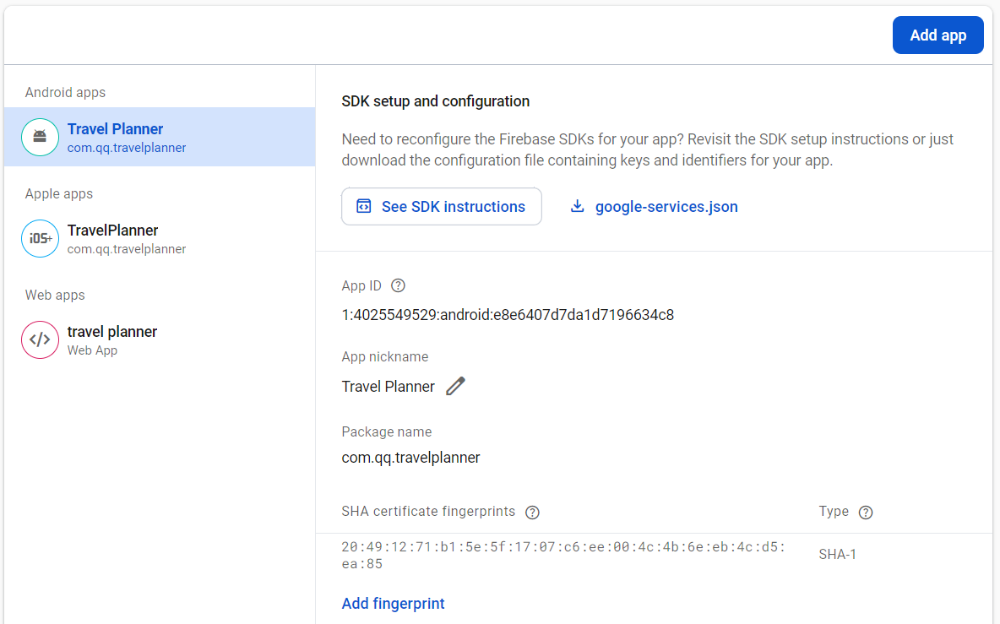 Add app
Android apps
Travel Planner
com.qq.travelplanner
Apple apps
iOS+
TravelPlanner
com.qq.travelplanner
Web apps
</>
travel planner
Web App
SDK setup and configuration
Need to reconfigure the Firebase SDKs for your app? Revisit the SDK setup instructions or just
download the configuration file containing keys and identifiers for your app.
See SDK instructions
google-services.json
App ID ?
1:4025549529:android:e8e6407d7da1d7196634c8
App nickname
Travel Planner
Package name
com.qq.travelplanner
SHA certificate fingerprints ? Type ?
20:49:12:71:b1:5e:5f:17:07:c6:ee:00:4c:4b:6e:eb:4c:d5:
ea:85
SHA-1
Add fingerprint